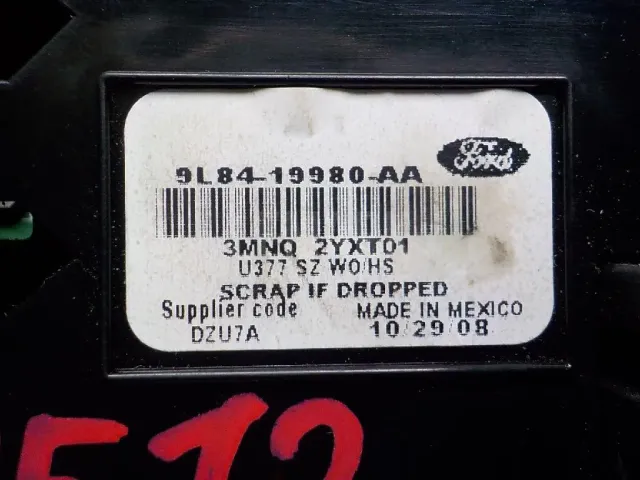 Ford
9L84-19980-AA
3MNQ 2YXT01
U377 SZ WO/HS
SCRAP IF DROPPED
Supplier code MADE IN MEXICO
DZU7A 10/29/08